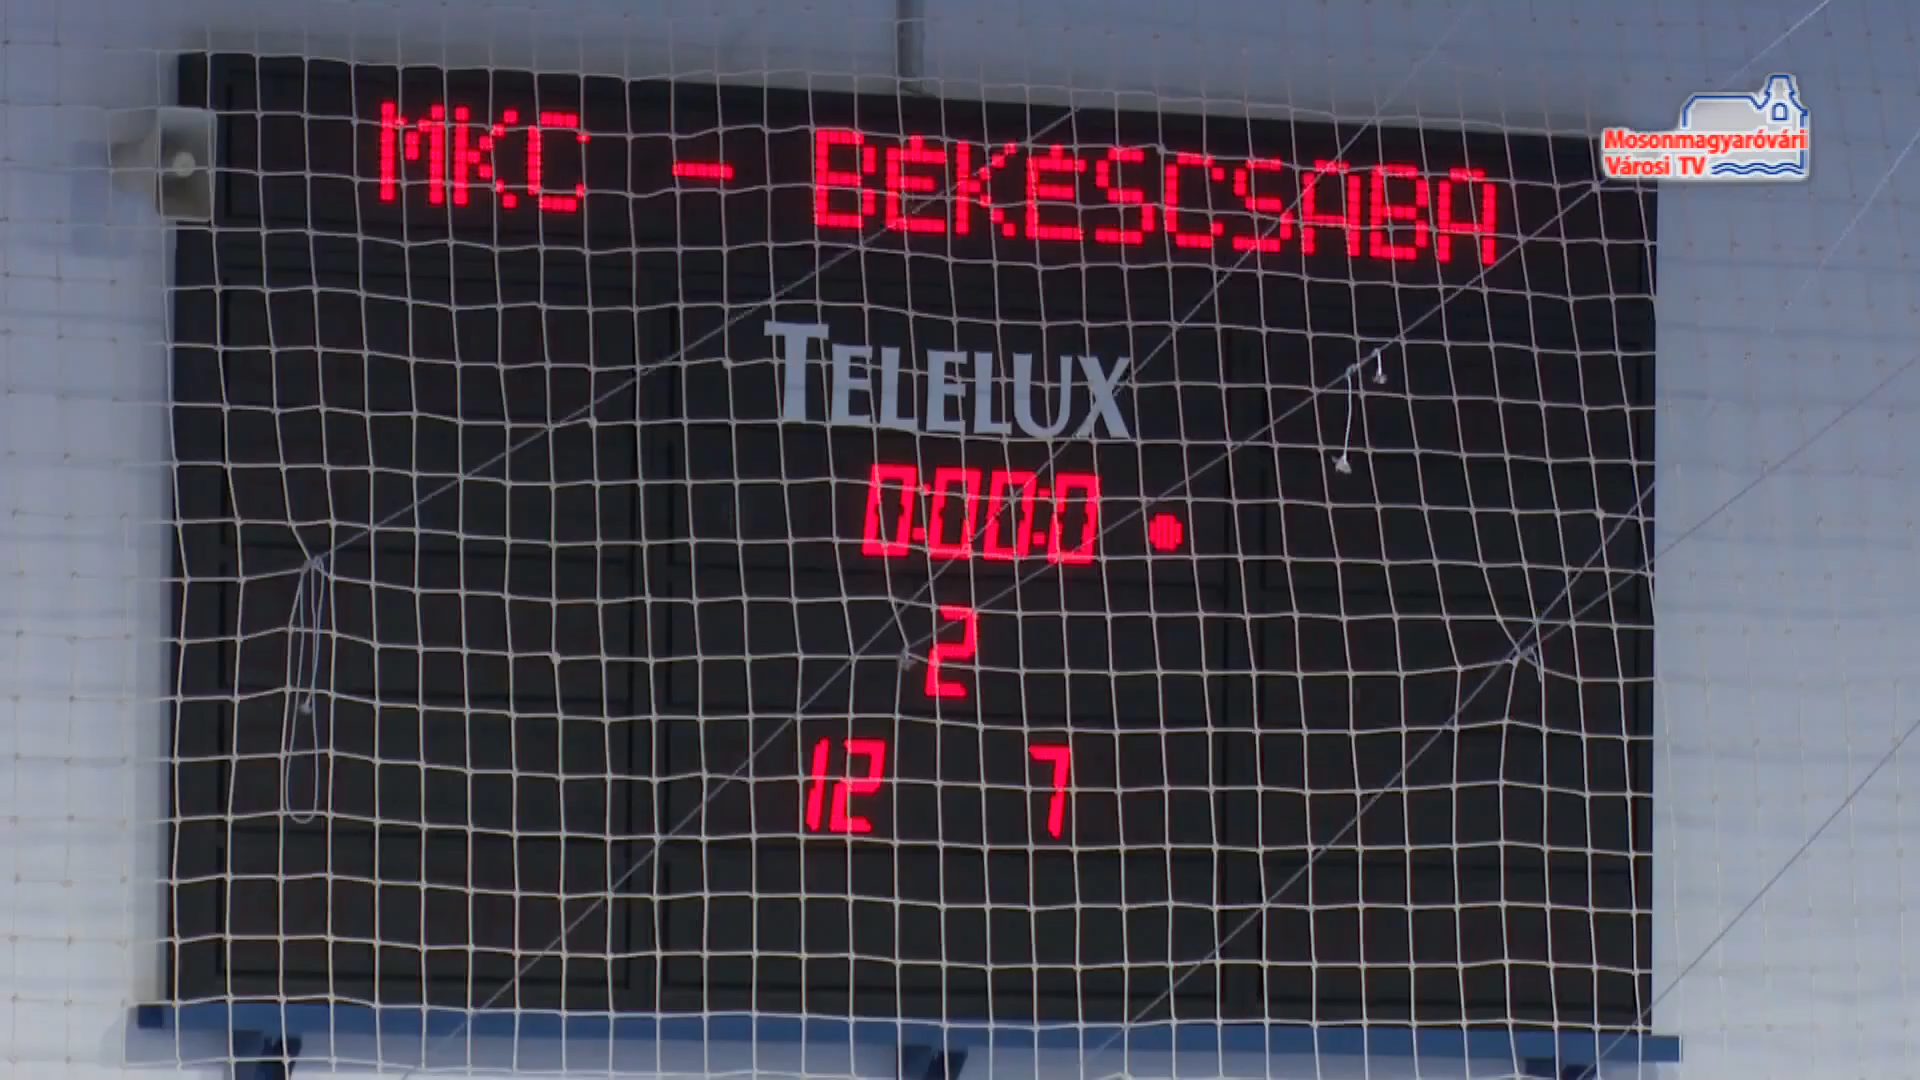 MKC - BÉKÉSCSABA
Mosonmagyaróvári
Városi TV
TELELUX
0:00:0
2
12 7